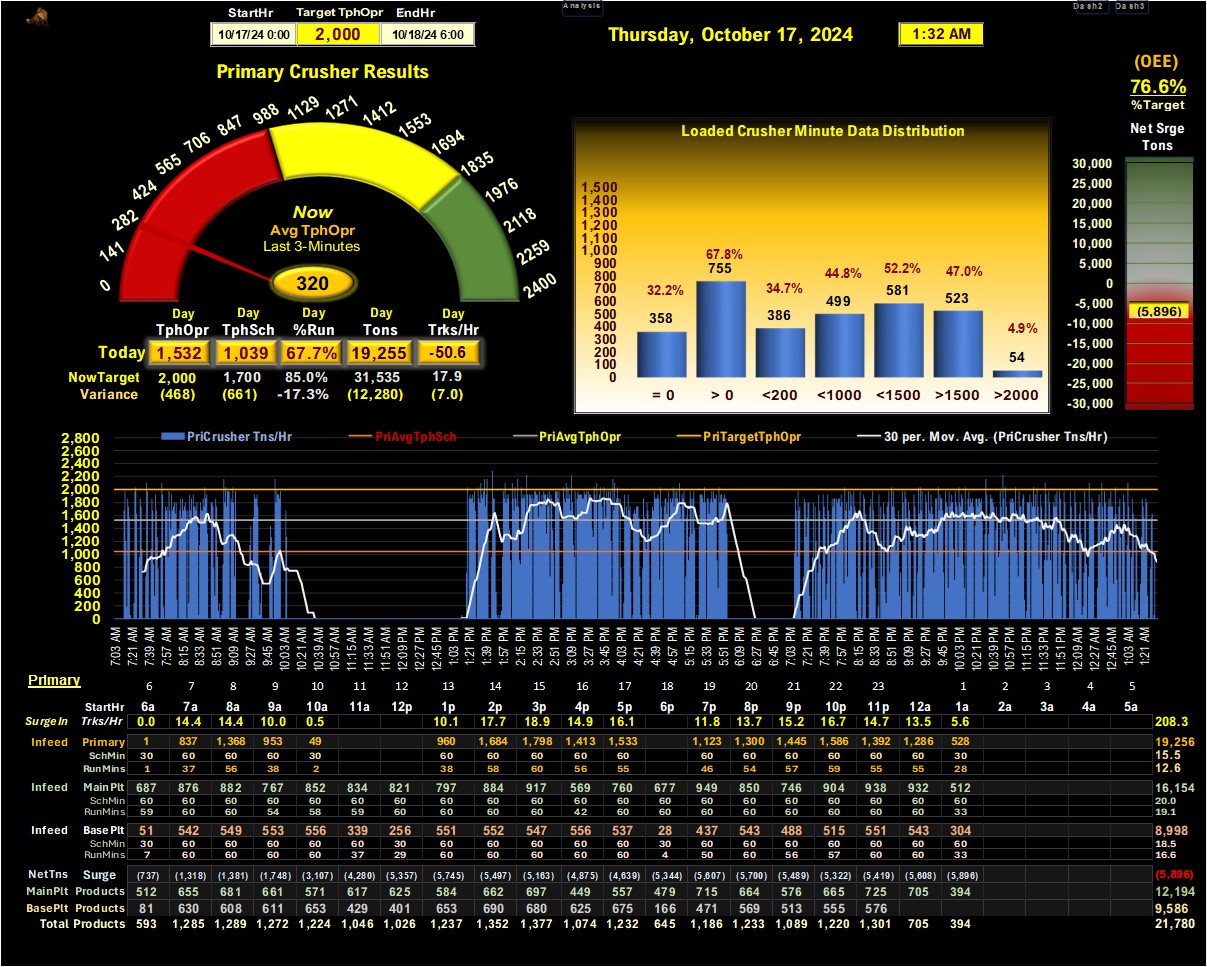 Analysis Dash2 Dash3
StartHr Target TphOpr EndHr
10/17/24 0:00 2,000 10/18/24 6:00
Thursday, October 17, 2024 1:32 AM
Primary Crusher Results
0 141 282 424 565 706 847 988 1129 1271 1412 1553 1694 1835 1976 2118 2259 2400
Now
Avg TphOpr
Last 3-Minutes
320
Day Day Day Day Day
TphOpr TphSch %Run Tons Trks/Hr
Today 1,532 1,039 67.7% 19,255 -50.6
NowTarget 2,000 1,700 85.0% 31,535 17.9
Variance (468) (661) -17.3% (12,280) (7.0)
Loaded Crusher Minute Data Distribution
1,500
1,400
1,300
1,200
1,100
1,000
900
800
700
600
500
400
300
200
100
0
32.2% 67.8% 34.7% 44.8% 52.2% 47.0% 4.9%
358 755 386 499 581 523 54
= 0 > 0 <200 <1000 <1500 >1500 >2000
(OEE)
76.6%
%Target
Net Srge
Tons
30,000
25,000
20,000
15,000
10,000
5,000
0
-5,000
(5,896)
-10,000
-15,000
-20,000
-25,000
-30,000
PriCrusher Tns/Hr PriAvgTphSch PriAvgTphOpr PriTargetTphOpr 30 per. Mov. Avg. (PriCrusher Tns/Hr)
2,800
2,600
2,400
2,200
2,000
1,800
1,600
1,400
1,200
1,000
800
600
400
200
0
7:03 AM 7:21 AM 7:39 AM 7:57 AM 8:15 AM 8:33 AM 8:51 AM 9:09 AM 9:27 AM 9:45 AM 10:03 AM 10:21 AM 10:39 AM 10:57 AM 11:15 AM 11:33 AM 11:51 AM 12:09 PM 12:27 PM 12:45 PM 1:03 PM 1:21 PM 1:39 PM 1:57 PM 2:15 PM 2:33 PM 2:51 PM 3:09 PM 3:27 PM 3:45 PM 4:03 PM 4:21 PM 4:39 PM 4:57 PM 5:15 PM 5:33 PM 5:51 PM 6:09 PM 6:27 PM 6:45 PM 7:03 PM 7:21 PM 7:39 PM 7:57 PM 8:15 PM 8:33 PM 8:51 PM 9:09 PM 9:27 PM 9:45 PM 10:03 PM 10:21 PM 10:39 PM 10:57 PM 11:15 PM 11:33 PM 11:51 PM 12:09 AM 12:27 AM 12:45 AM 1:03 AM 1:21 AM
Primary
6 7 8 9 10 11 12 13 14 15 16 17 18 19 20 21 22 23 1 2 3 4 5
StartHr 6a 7a 8a 9a 10a 11a 12p 1p 2p 3p 4p 5p 6p 7p 8p 9p 10p 11p 12a 1a 2a 3a 4a 5a
SurgeIn Trks/Hr 0.0 14.4 14.4 10.0 0.5 10.1 17.7 18.9 14.9 16.1 11.8 13.7 15.2 16.7 14.7 13.5 5.6 208.3
Infeed Primary 1 837 1,368 953 49 960 1,684 1,798 1,413 1,533 1,123 1,300 1,445 1,586 1,392 1,286 528 19,256
SchMin 30 60 60 60 30 60 60 60 60 60 60 60 60 60 60 60 30 15.5
RunMins 1 37 56 38 2 38 58 60 56 55 46 54 57 59 55 55 28 12.6
Infeed MainPlt 687 876 882 767 852 834 821 797 884 917 569 760 677 949 850 746 904 938 932 512 16,154
SchMin 60 60 60 60 60 60 60 60 60 60 60 60 60 60 60 60 60 60 60 60 20.0
RunMins 59 60 60 54 58 59 60 60 60 60 42 60 60 60 60 60 60 60 60 33 19.1
Infeed BasePlt 51 542 549 553 556 339 256 551 552 547 556 537 28 437 543 488 515 551 543 304 8,998
SchMin 30 60 60 60 60 60 30 60 60 60 60 60 30 60 60 60 60 60 60 60 18.5
RunMins 7 60 60 60 60 37 29 60 60 60 60 60 4 50 60 56 57 60 60 33 16.6
NetTns Surge (737) (1,318) (1,381) (1,748) (3,107) (4,280) (5,357) (5,745) (5,497) (5,163) (4,875) (4,639) (5,344) (5,607) (5,700) (5,489) (5,322) (5,419) (5,608) (5,896) (5,896)
MainPlt Products 512 655 681 661 571 617 625 584 662 697 449 557 479 715 664 576 665 725 705 394 12,194
BasePlt Products 81 630 608 611 653 429 401 653 690 680 625 675 166 471 569 513 555 576 9,586
Total Products 593 1,285 1,289 1,272 1,224 1,046 1,026 1,237 1,352 1,377 1,074 1,232 645 1,186 1,233 1,089 1,220 1,301 705 394 21,780